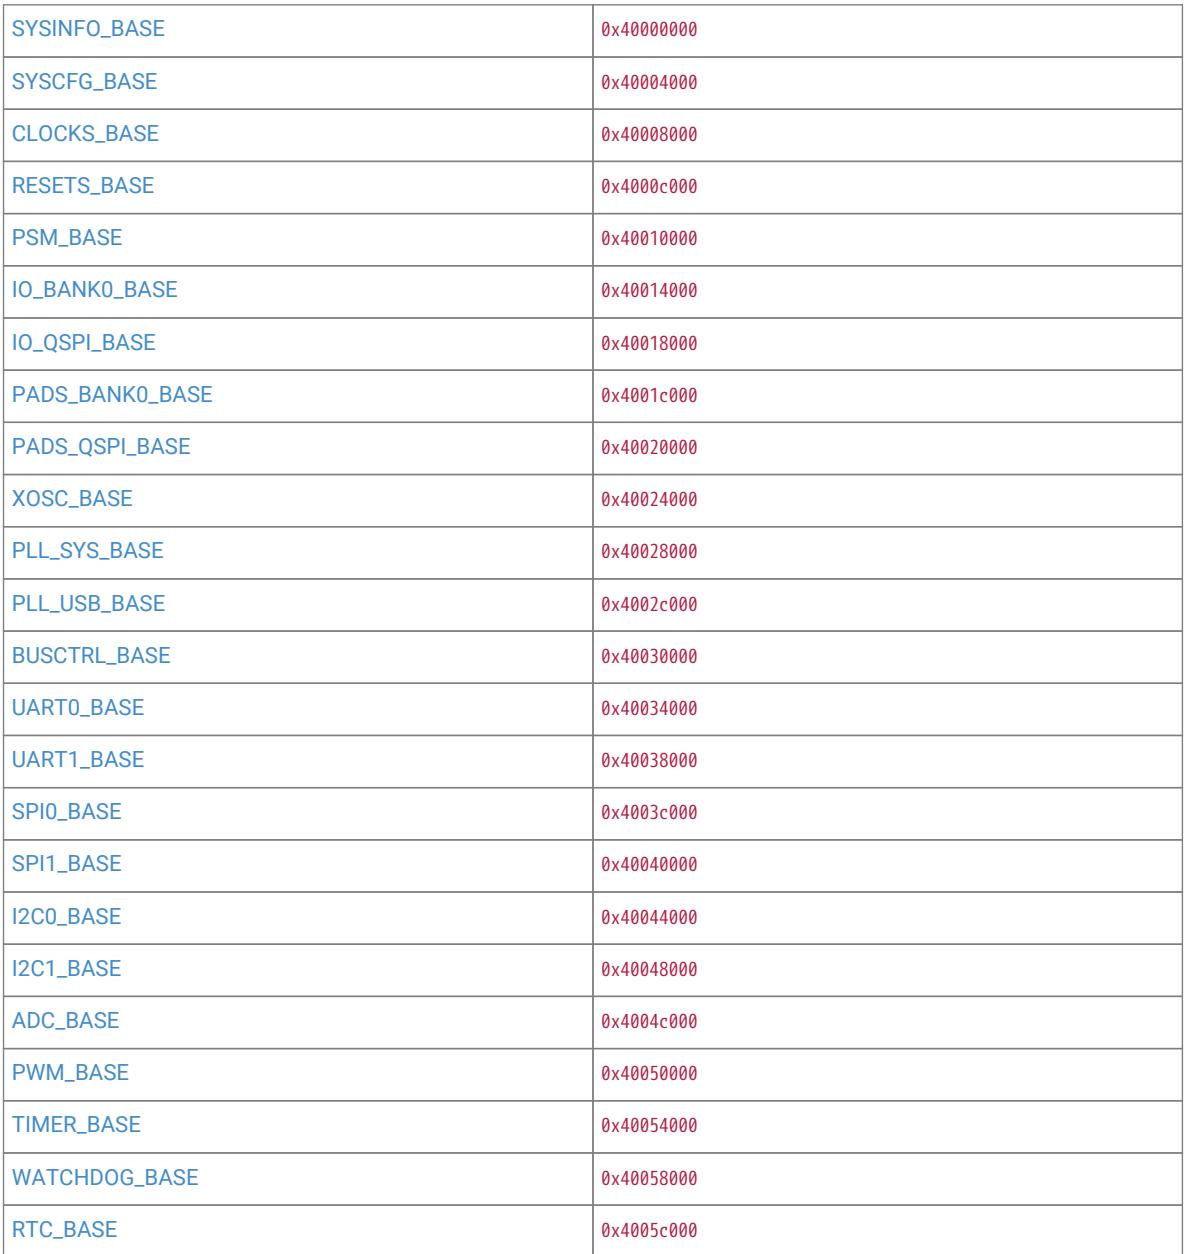 SYSINFO_BASE 0x40000000
SYSCFG_BASE 0x40004000
CLOCKS_BASE 0x40008000
RESETS_BASE 0x4000c000
PSM_BASE 0x40010000
IO_BANK0_BASE 0x40014000
IO_QSPI_BASE 0x40018000
PADS_BANK0_BASE 0x4001c000
PADS_QSPI_BASE 0x40020000
XOSC_BASE 0x40024000
PLL_SYS_BASE 0x40028000
PLL_USB_BASE 0x4002c000
BUSCTRL_BASE 0x40030000
UART0_BASE 0x40034000
UART1_BASE 0x40038000
SPI0_BASE 0x4003c000
SPI1_BASE 0x40040000
I2C0_BASE 0x40044000
I2C1_BASE 0x40048000
ADC_BASE 0x4004c000
PWM_BASE 0x40050000
TIMER_BASE 0x40054000
WATCHDOG_BASE 0x40058000
RTC_BASE 0x4005c000